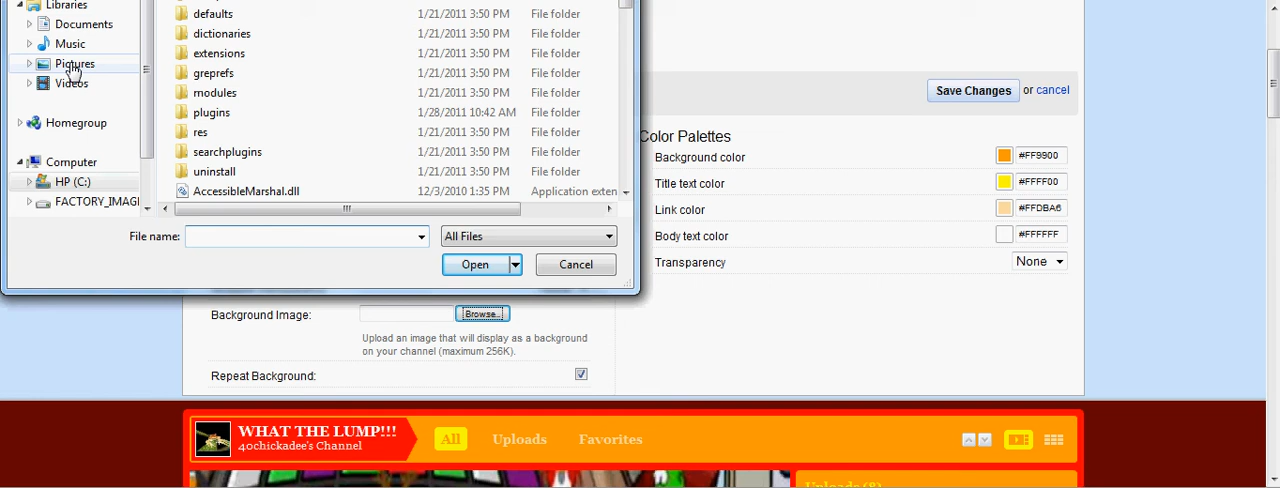 Libraries
Documents
Music
Pictures
Videos
Homegroup
Computer
HP (C:)
FACTORY_IMAG
defaults 1/21/2011 3:50 PM File folder
dictionaries 1/21/2011 3:50 PM File folder
extensions 1/21/2011 3:50 PM File folder
greprefs 1/21/2011 3:50 PM File folder
modules 1/21/2011 3:50 PM File folder
plugins 1/28/2011 10:42 AM File folder
res 1/21/2011 3:50 PM File folder
searchplugins 1/21/2011 3:50 PM File folder
uninstall 1/21/2011 3:50 PM File folder
AccessibleMarshal.dll 12/3/2010 1:35 PM Application exten
File name: All Files
Open Cancel
Save Changes or cancel
Color Palettes
Background color #FF9900
Title text color #FFFF00
Link color #FFDBA6
Body text color #FFFFFF
Transparency None
Background Image: Browse...
Upload an image that will display as a background
on your channel (maximum 256K).
Repeat Background:
WHAT THE LUMP!!!
40chickadee's Channel
All Uploads Favorites
Uploads (8)